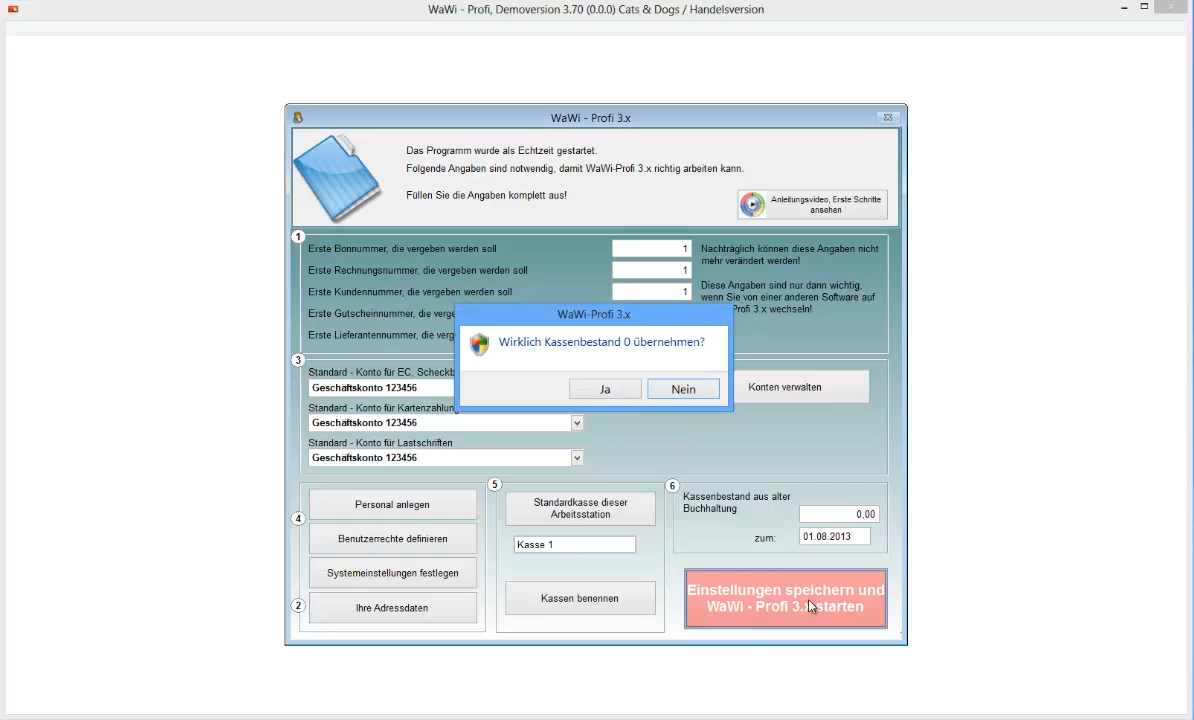 WaWi - Profi, Demoversion 3.70 (0.0.0) Cats & Dogs / Handelsversion
WaWi - Profi 3.x
Das Programm wurde als Echtzeit gestartet.
Folgende Angaben sind notwendig, damit WaWi-Profi 3.x richtig arbeiten kann.
Füllen Sie die Angaben komplett aus!
Anleitungsvideo, Erste Schritte
ansehen
1
Erste Bonnummer, die vergeben werden soll
1
Erste Rechnungsnummer, die vergeben werden soll
1
Erste Kundennummer, die vergeben werden soll
1
Erste Gutscheinnummer, die verge
Erste Lieferantennummer, die verg
Nachträglich können diese Angaben nicht
mehr verändert werden!
Diese Angaben sind nur dann wichtig,
wenn Sie von einer anderen Software auf
Profi 3.x wechseln!
WaWi-Profi 3.x
Wirklich Kassenbestand 0 übernehmen?
Ja
Nein
3
Standard - Konto für EC, Scheckb
Geschäftskonto 123456
Standard - Konto für Kartenzahlung
Geschäftskonto 123456
Standard - Konto für Lastschriften
Geschäftskonto 123456
Konten verwalten
4
Personal anlegen
Benutzerrechte definieren
Systemeinstellungen festlegen
2
Ihre Adressdaten
5
Standardkasse dieser
Arbeitsstation
Kasse 1
Kassen benennen
6
Kassenbestand aus alter
Buchhaltung
0,00
zum:
01.08.2013
Einstellungen speichern und
WaWi - Profi 3.x starten